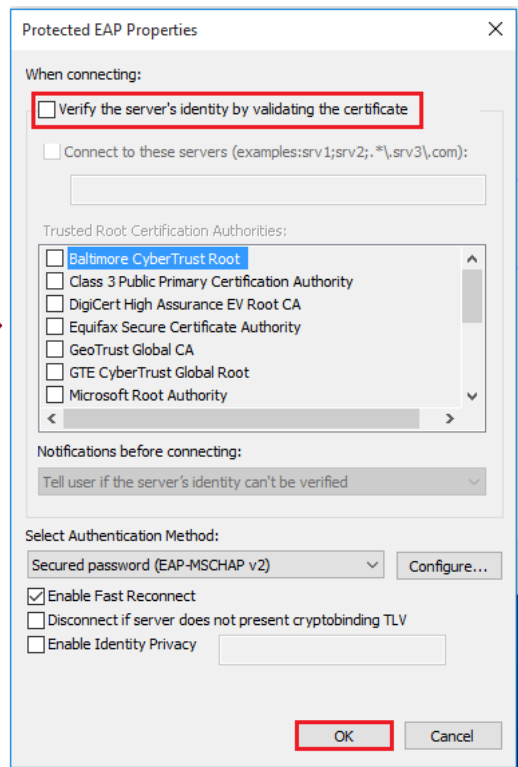 Protected EAP Properties
When connecting:
Verify the server's identity by validating the certificate
Connect to these servers (examples:srv1;srv2;.*\.srv3\.com):
Trusted Root Certification Authorities:
Baltimore CyberTrust Root
Class 3 Public Primary Certification Authority
DigiCert High Assurance EV Root CA
Equifax Secure Certificate Authority
GeoTrust Global CA
GTE CyberTrust Global Root
Microsoft Root Authority
Notifications before connecting:
Tell user if the server's identity can't be verified
Select Authentication Method:
Secured password (EAP-MSCHAP v2)
Configure...
Enable Fast Reconnect
Disconnect if server does not present cryptobinding TLV
Enable Identity Privacy
OK
Cancel